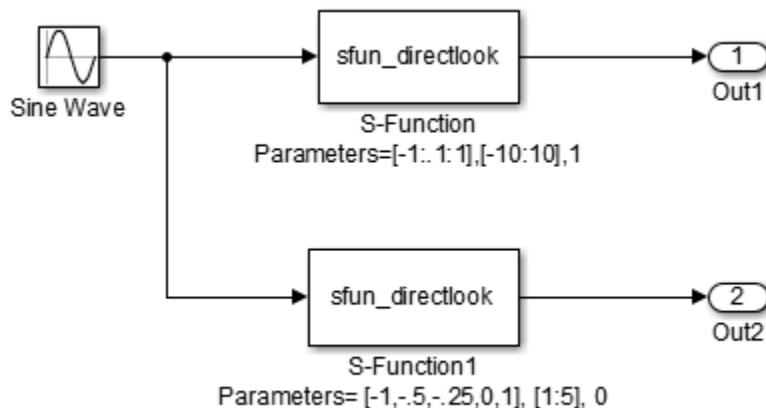 sfun_directlook
1
Sine Wave
Out1
S-Function
Parameters=[-1:.1:1],[-10:10],1
sfun_directlook
2
Out2
S-Function1
Parameters= [-1,-.5,-.25,0,1], [1:5], 0